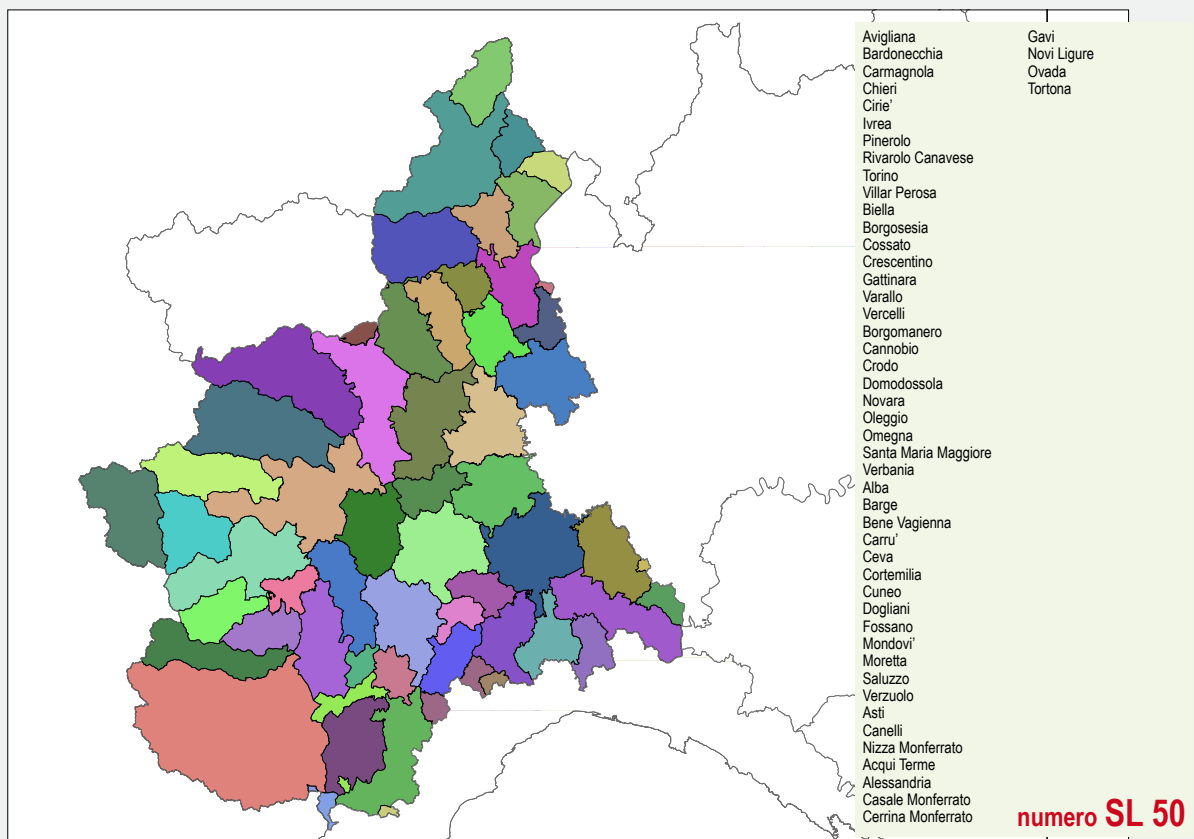 Avigliana
Bardonecchia
Carmagnola
Chieri
Cirie'
Ivrea
Pinerolo
Rivarolo Canavese
Torino
Villar Perosa
Biella
Borgosesia
Cossato
Crescentino
Gattinara
Varallo
Vercelli
Borgomanero
Cannobio
Crodo
Domodossola
Novara
Oleggio
Omegna
Santa Maria Maggiore
Verbania
Alba
Barge
Bene Vagienna
Carru'
Ceva
Cortemilia
Cuneo
Dogliani
Fossano
Mondovi'
Moretta
Saluzzo
Verzuolo
Asti
Canelli
Nizza Monferrato
Acqui Terme
Alessandria
Casale Monferrato
Cerrina Monferrato
Gavi
Novi Ligure
Ovada
Tortona
numero SL 50